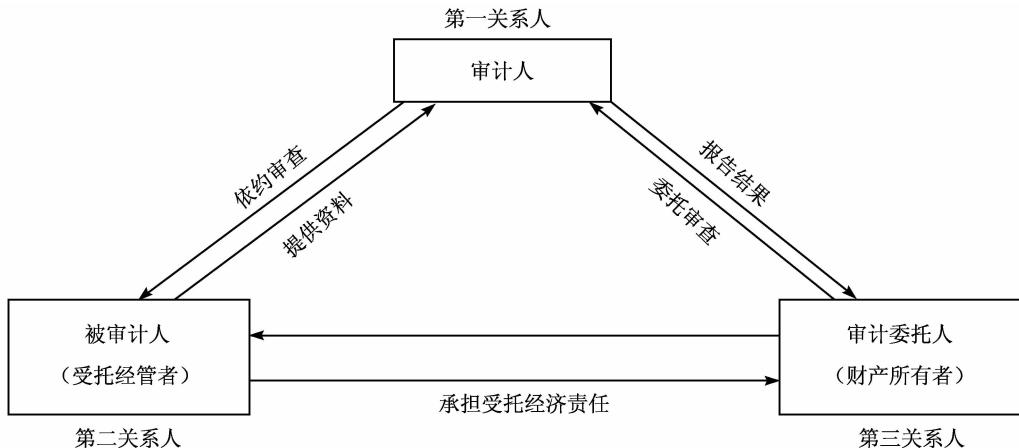 第一关系人
审计人
依约审查
提供资料
报告结果
委托审查
被审计人
（受托经管者）
审计委托人
（财产所有者）
承担受托经济责任
第二关系人
第三关系人